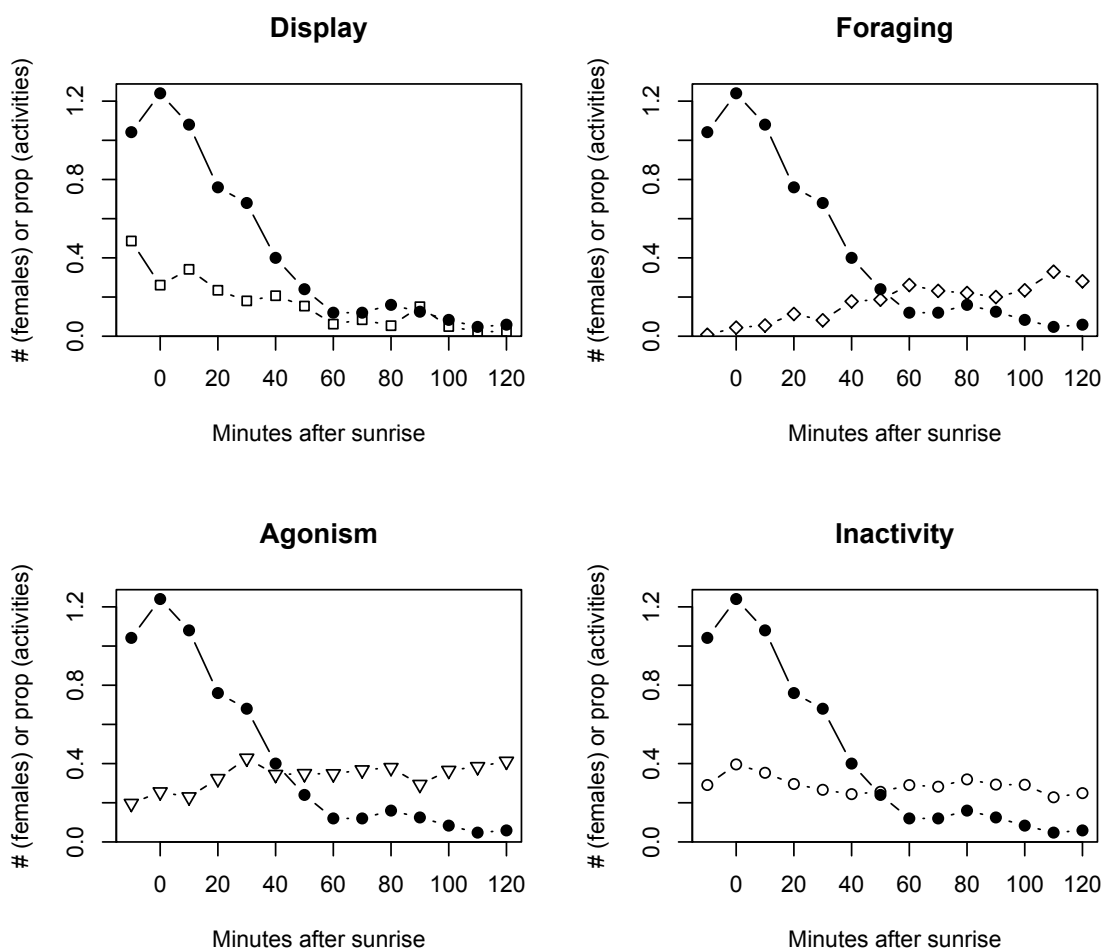 Display
# (females) or prop (activities)
0.0
0.4
0.8
1.2
0 20 40 60 80 100 120
Minutes after sunrise
Foraging
# (females) or prop (activities)
0.0
0.4
0.8
1.2
0 20 40 60 80 100 120
Minutes after sunrise
Agonism
# (females) or prop (activities)
0.0
0.4
0.8
1.2
0 20 40 60 80 100 120
Minutes after sunrise
Inactivity
# (females) or prop (activities)
0.0
0.4
0.8
1.2
0 20 40 60 80 100 120
Minutes after sunrise